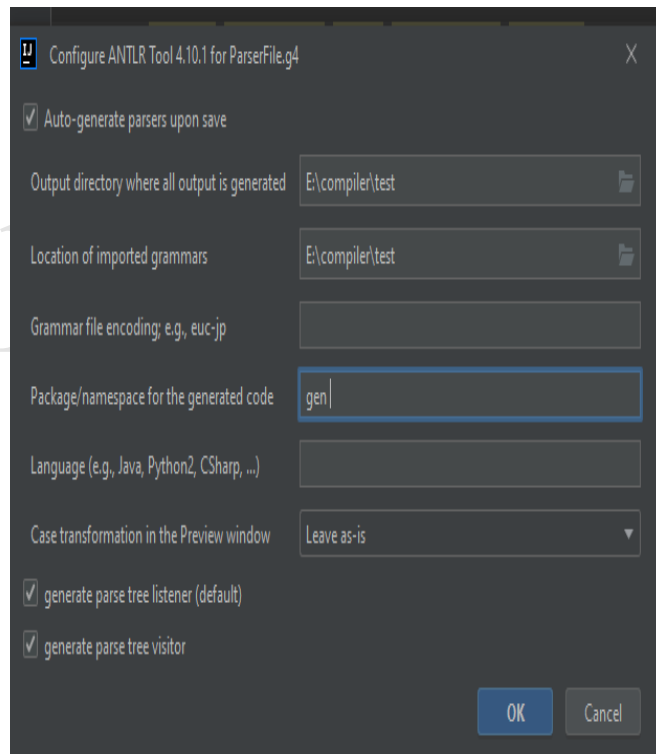 IJ
Configure ANTLR Tool 4.10.1 for ParserFile.g4
Auto-generate parsers upon save
Output directory where all output is generated E:\compiler\test
Location of imported grammars E:\compiler\test
Grammar file encoding; e.g., euc-jp
Package/namespace for the generated code gen
Language (e.g., Java, Python2, CSharp, ...)
Case transformation in the Preview window Leave as-is
generate parse tree listener (default)
generate parse tree visitor
OK Cancel